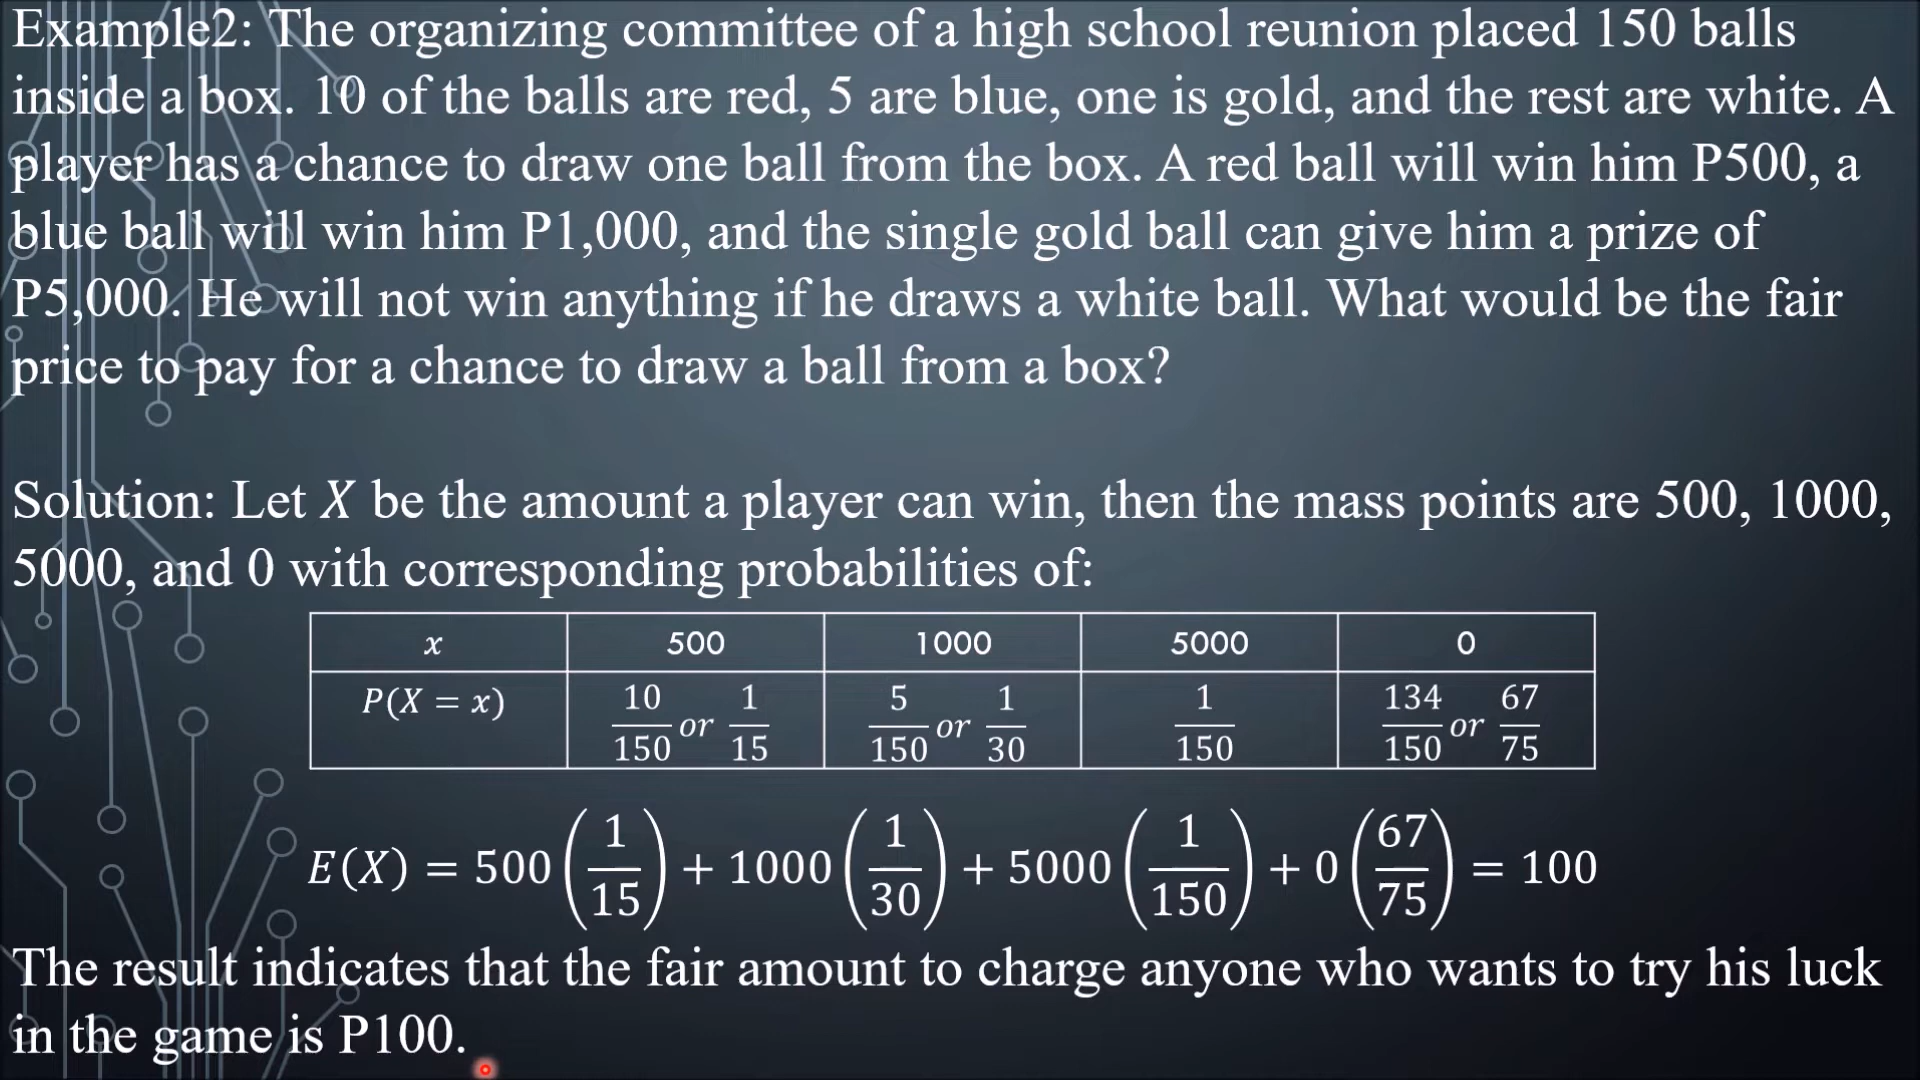 Example2: The organizing committee of a high school reunion placed 150 balls
inside a box. 10 of the balls are red, 5 are blue, one is gold, and the rest are white. A
player has a chance to draw one ball from the box. A red ball will win him P500, a
blue ball will win him P1,000, and the single gold ball can give him a prize of
P5,000. He will not win anything if he draws a white ball. What would be the fair
price to pay for a chance to draw a ball from a box?
Solution: Let X be the amount a player can win, then the mass points are 500, 1000,
5000, and 0 with corresponding probabilities of:
x 500 1000 5000 0
P(X = x) 10/150 or 1/15 5/150 or 1/30 1/150 134/150 or 67/75
E(X) = 500(1/15) + 1000(1/30) + 5000(1/150) + 0(67/75) = 100
The result indicates that the fair amount to charge anyone who wants to try his luck
in the game is P100.